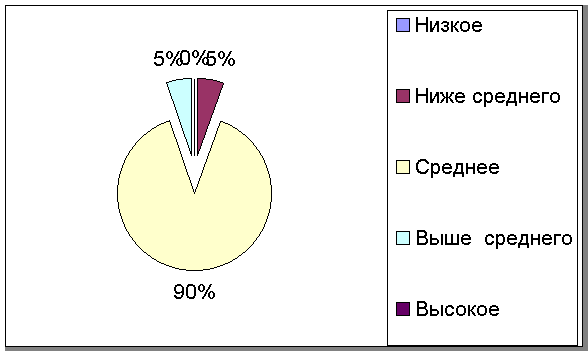 5%0%5%
90%
Низкое
Ниже среднего
Среднее
Выше среднего
Высокое